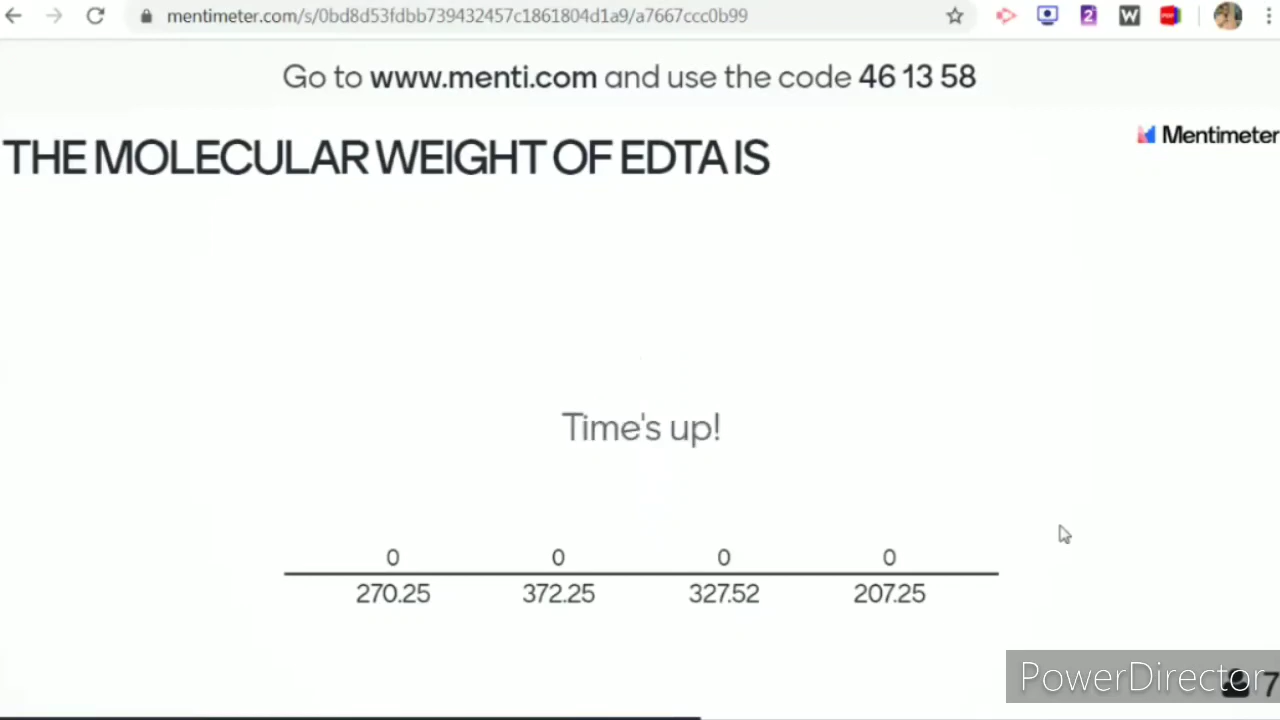 mentimeter.com/s/0bd8d53fdbb739432457c1861804d1a9/a7667ccc0b99
Go to www.menti.com and use the code 46 13 58
Mentimeter
THE MOLECULAR WEIGHT OF EDTA IS
Time's up!
0 0 0 0
270.25 372.25 327.52 207.25
PowerDirector
7